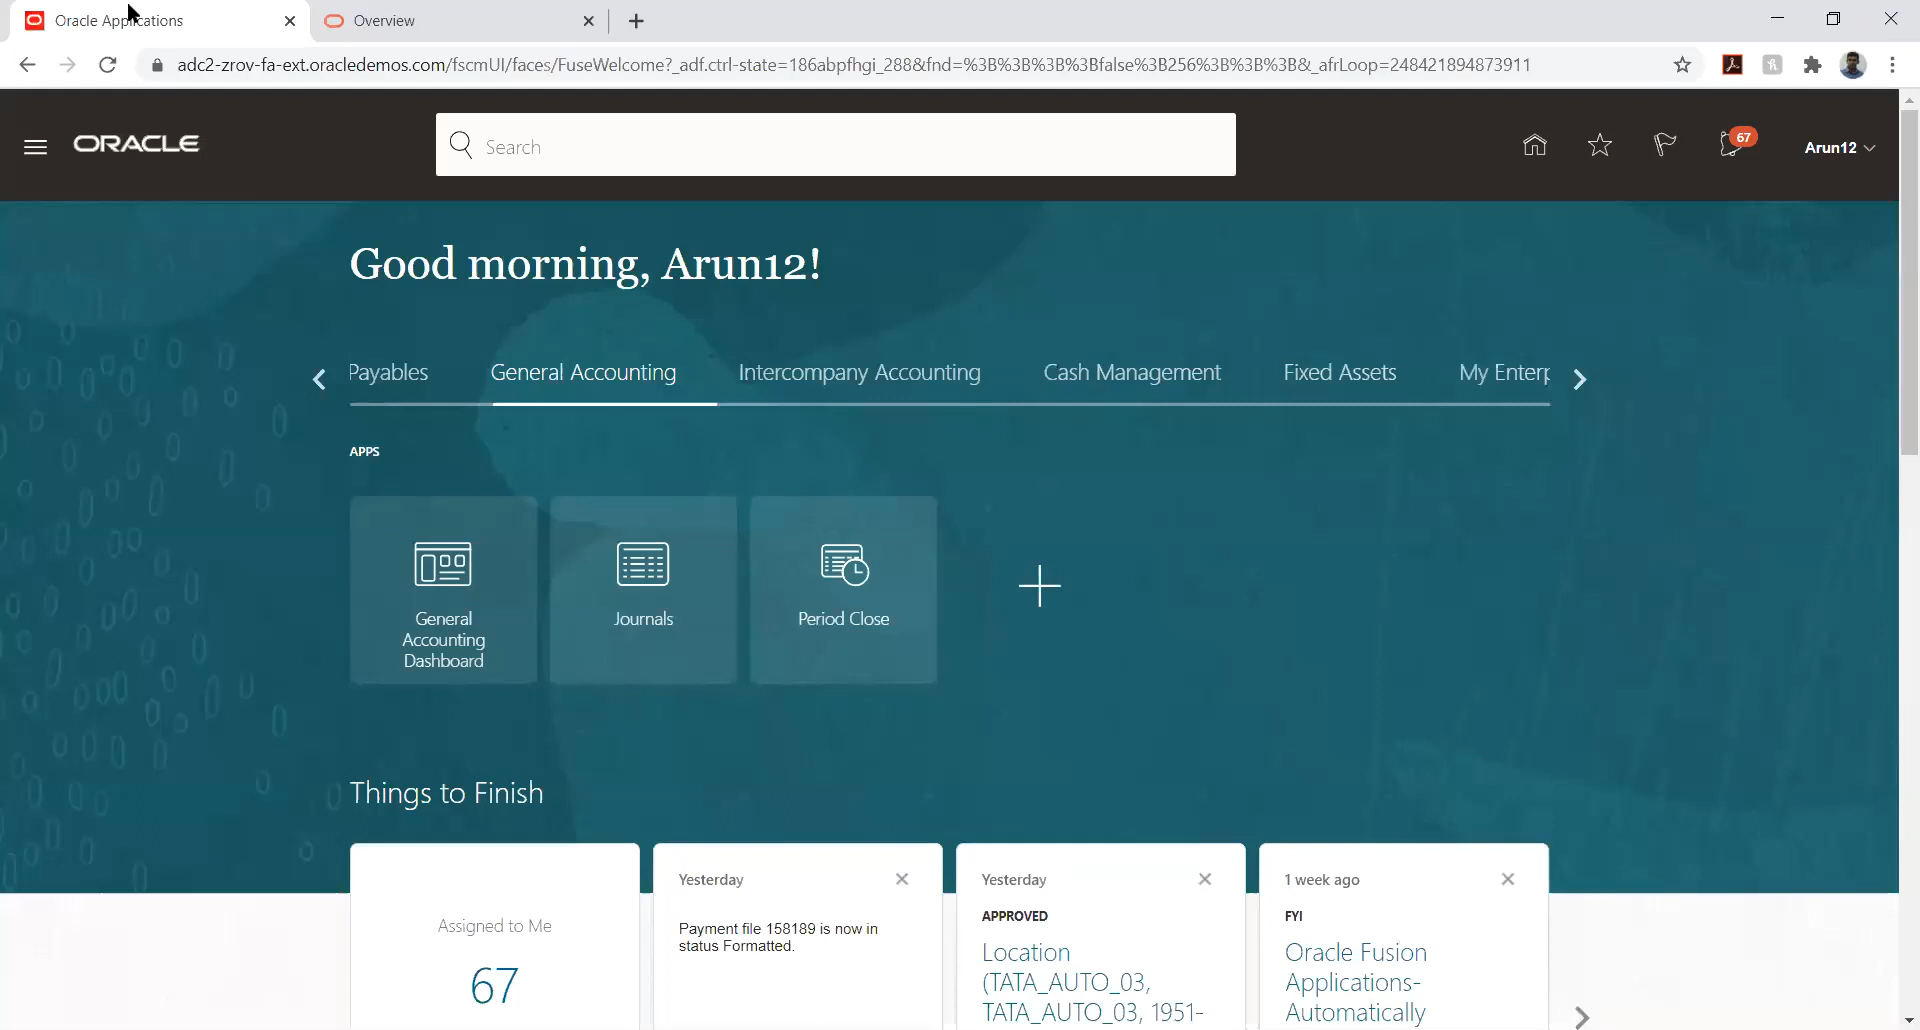 Oracle Applications
Overview
adc2-zrov-fa-ext.oracledemos.com/fscmUI/faces/FuseWelcome?_adf.ctrl-state=186abpfhgi_288&fnd=%3B%3B%3B%3Bfalse%3B256%3B%3B%3B&_afrLoop=248421894873911
ORACLE
Search
67
Arun12
Good morning, Arun12!
Payables
General Accounting
Intercompany Accounting
Cash Management
Fixed Assets
My Enterp
APPS
General
Accounting
Dashboard
Journals
Period Close
Things to Finish
Assigned to Me
67
Yesterday
Payment file 158189 is now in
status Formatted.
Yesterday
APPROVED
Location
(TATA_AUTO_03,
TATA_AUTO_03, 1951-
1 week ago
FYI
Oracle Fusion
Applications-
Automatically